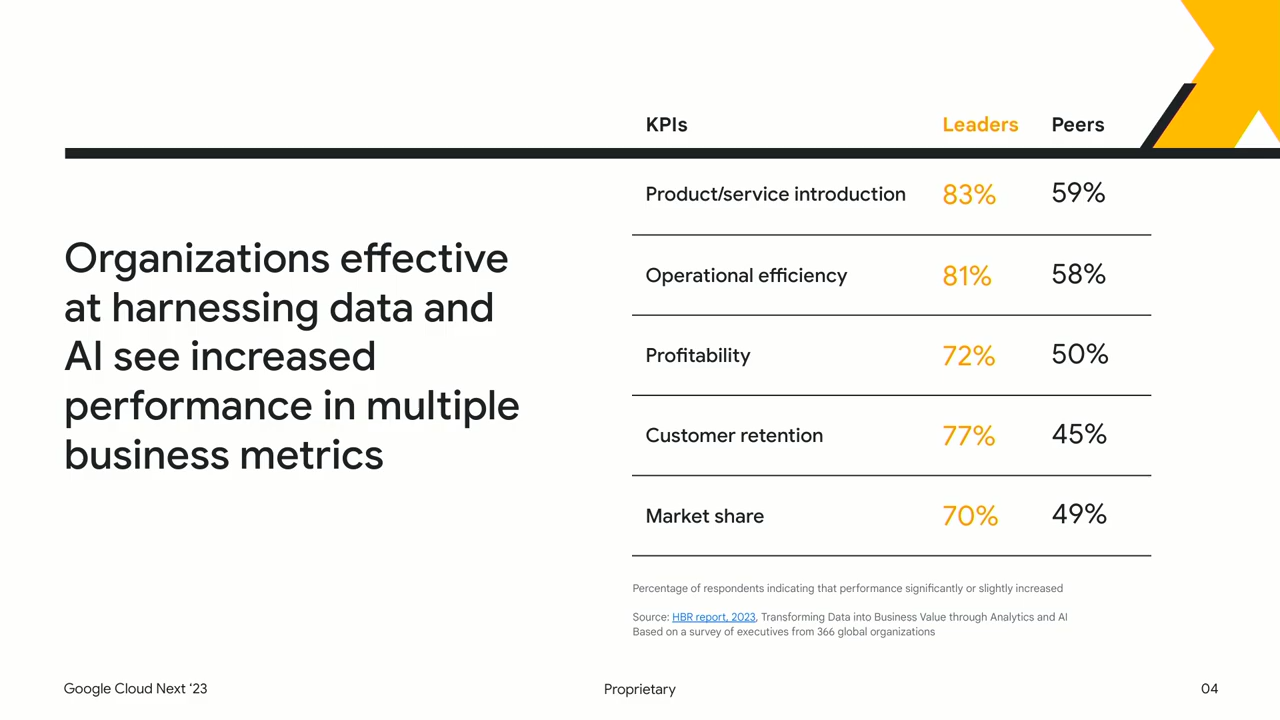 KPIs Leaders Peers
Organizations effective
at harnessing data and
AI see increased
performance in multiple
business metrics
Product/service introduction 83% 59%
Operational efficiency 81% 58%
Profitability 72% 50%
Customer retention 77% 45%
Market share 70% 49%
Percentage of respondents indicating that performance significantly or slightly increased
Source: HBR report, 2023, Transforming Data into Business Value through Analytics and AI
Based on a survey of executives from 366 global organizations
Google Cloud Next ‘23 Proprietary 04